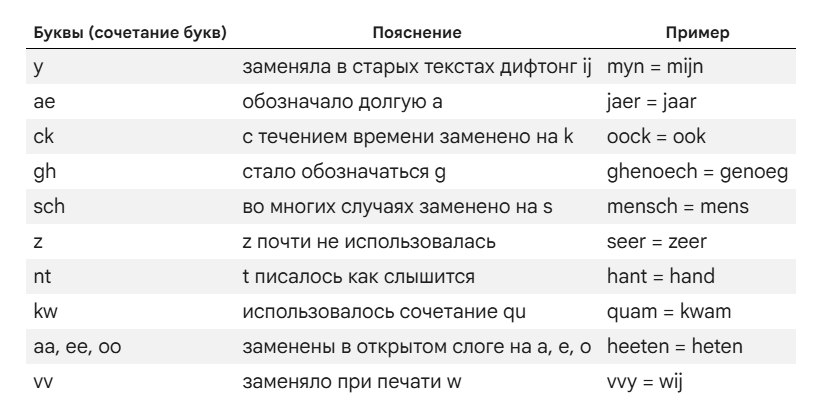 Буквы (сочетание букв) Пояснение Пример
y заменяла в старых текстах дифтонг ij myn = mijn
ae обозначало долгую a jaer = jaar
ck с течением времени заменено на k oock = ook
gh стало обозначаться g ghenoech = genoeg
sch во многих случаях заменено на s mensch = mens
z z почти не использовалась seer = zeer
nt t писалось как слышится hant = hand
kw использовалось сочетание qu quam = kwam
aa, ee, oo заменены в открытом слоге на a, e, o heeten = heten
vv заменяло при печати w vvy = wij